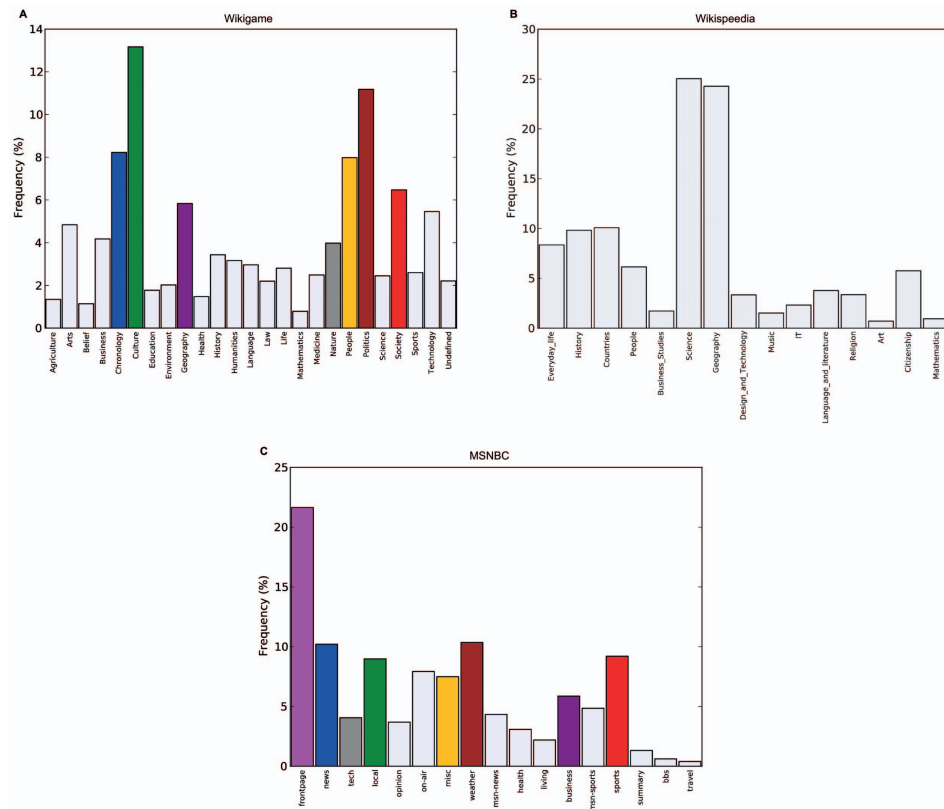 A
Wikigame
14
12
10
8
6
4
2
0
Frequency (%)
Agriculture
Arts
Belief
Business
Chronology
Culture
Education
Environment
Geography
Health
History
Humanities
Language
Law
Life
Mathematics
Medicine
Nature
People
Politics
Science
Society
Sports
Technology
Undefined
B
Wikispeedia
30
25
20
15
10
5
0
Frequency (%)
Everyday_life
History
Countries
People
Business_Studies
Science
Geography
Design_and_Technology
Music
IT
Language_and_literature
Religion
Art
Citizenship
Mathematics
C
MSNBC
25
20
15
10
5
0
Frequency (%)
frontpage
news
tech
local
opinion
on-air
misc
weather
msn-news
health
living
business
msn-sports
sports
summary
bbs
travel